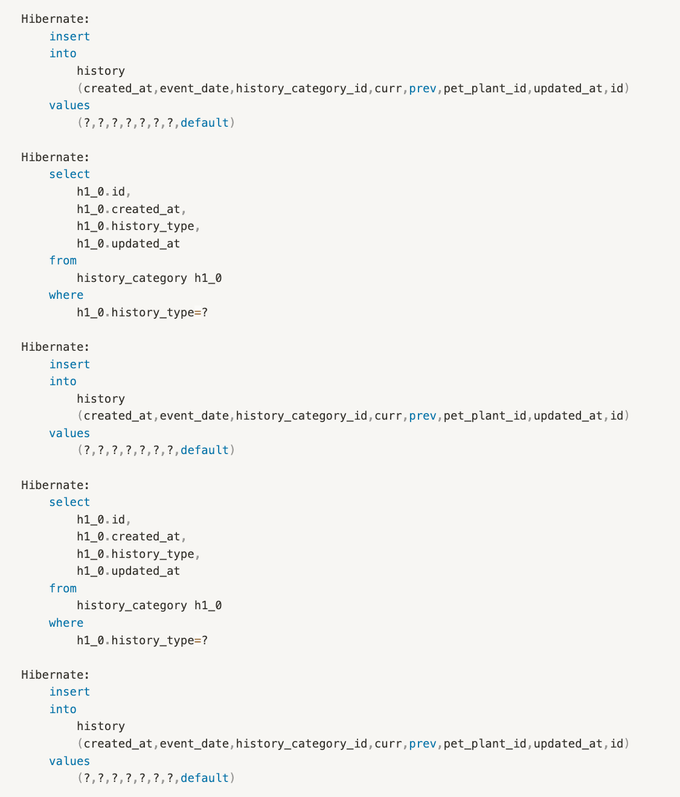 Hibernate:
insert
into
history
(created_at,event_date,history_category_id,curr,prev,pet_plant_id,updated_at,id)
values
(?,?,?,?,?,?,?,default)
Hibernate:
select
h1_0.id,
h1_0.created_at,
h1_0.history_type,
h1_0.updated_at
from
history_category h1_0
where
h1_0.history_type=?
Hibernate:
insert
into
history
(created_at,event_date,history_category_id,curr,prev,pet_plant_id,updated_at,id)
values
(?,?,?,?,?,?,?,default)
Hibernate:
select
h1_0.id,
h1_0.created_at,
h1_0.history_type,
h1_0.updated_at
from
history_category h1_0
where
h1_0.history_type=?
Hibernate:
insert
into
history
(created_at,event_date,history_category_id,curr,prev,pet_plant_id,updated_at,id)
values
(?,?,?,?,?,?,?,default)